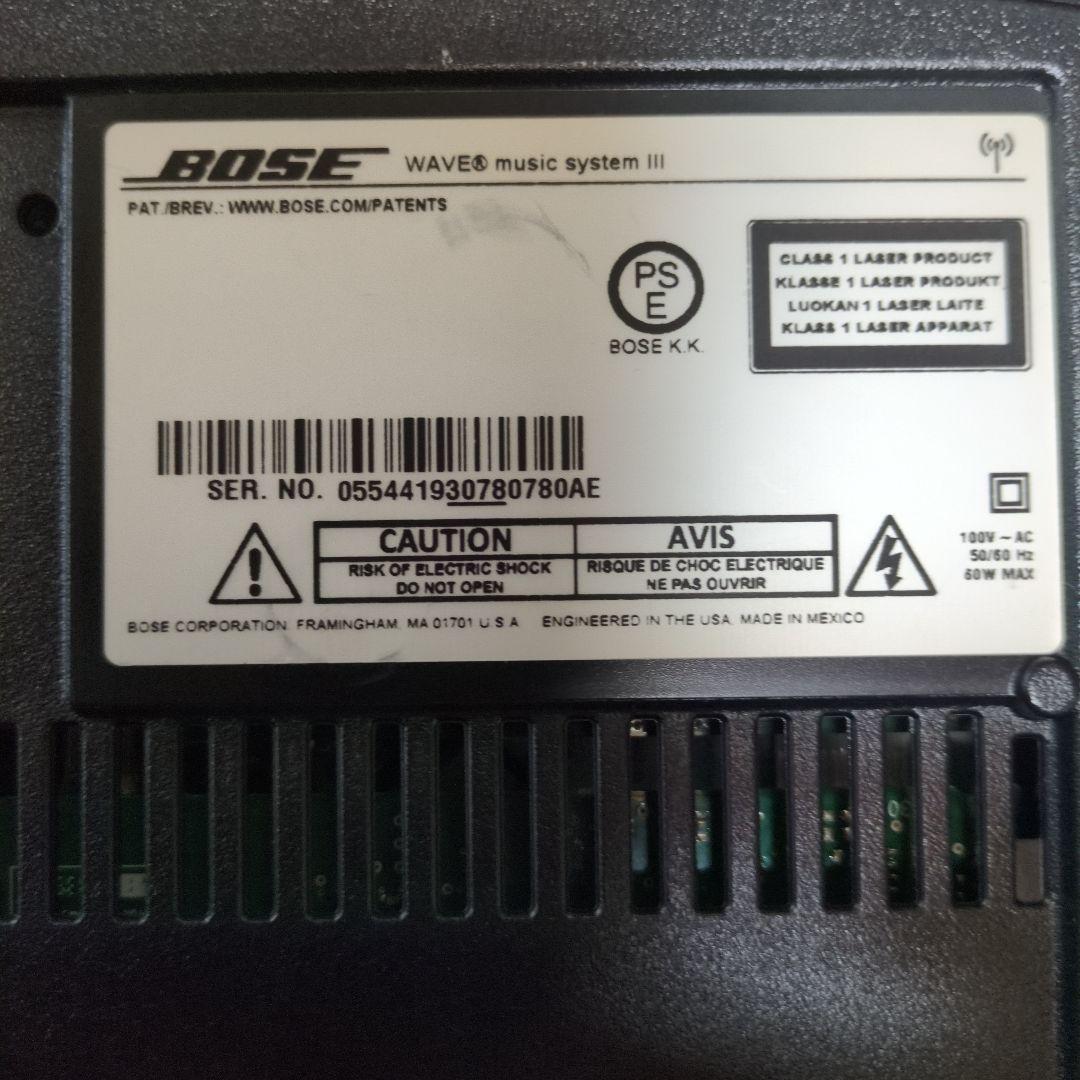 BOSE WAVE® music system III
PAT./BREV.: WWW.BOSE.COM/PATENTS
PS
E
BOSE K.K.
CLASS 1 LASER PRODUCT
KLASSE 1 LASER PRODUKT
LUOKAN 1 LASER LAITE
KLASS 1 LASER APPARAT
SER. NO. 055441930780780AE
CAUTION
RISK OF ELECTRIC SHOCK
DO NOT OPEN
AVIS
RISQUE DE CHOC ELECTRIQUE
NE PAS OUVRIR
100V ~ AC
50/60 Hz
60W MAX
BOSE CORPORATION, FRAMINGHAM, MA 01701 U S A ENGINEERED IN THE USA, MADE IN MEXICO